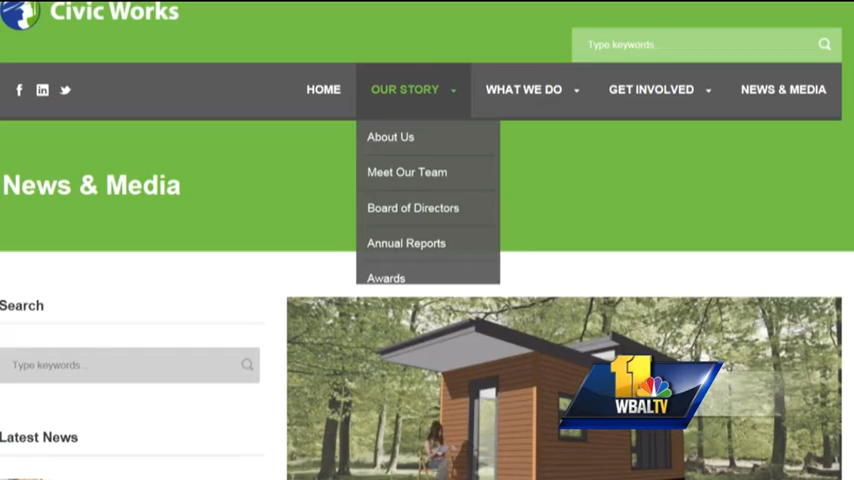 Civic Works
Type keywords...
HOME
OUR STORY
WHAT WE DO
GET INVOLVED
NEWS & MEDIA
About Us
Meet Our Team
Board of Directors
Annual Reports
Awards
News & Media
Search
Type keywords...
Latest News
11
WBALTV